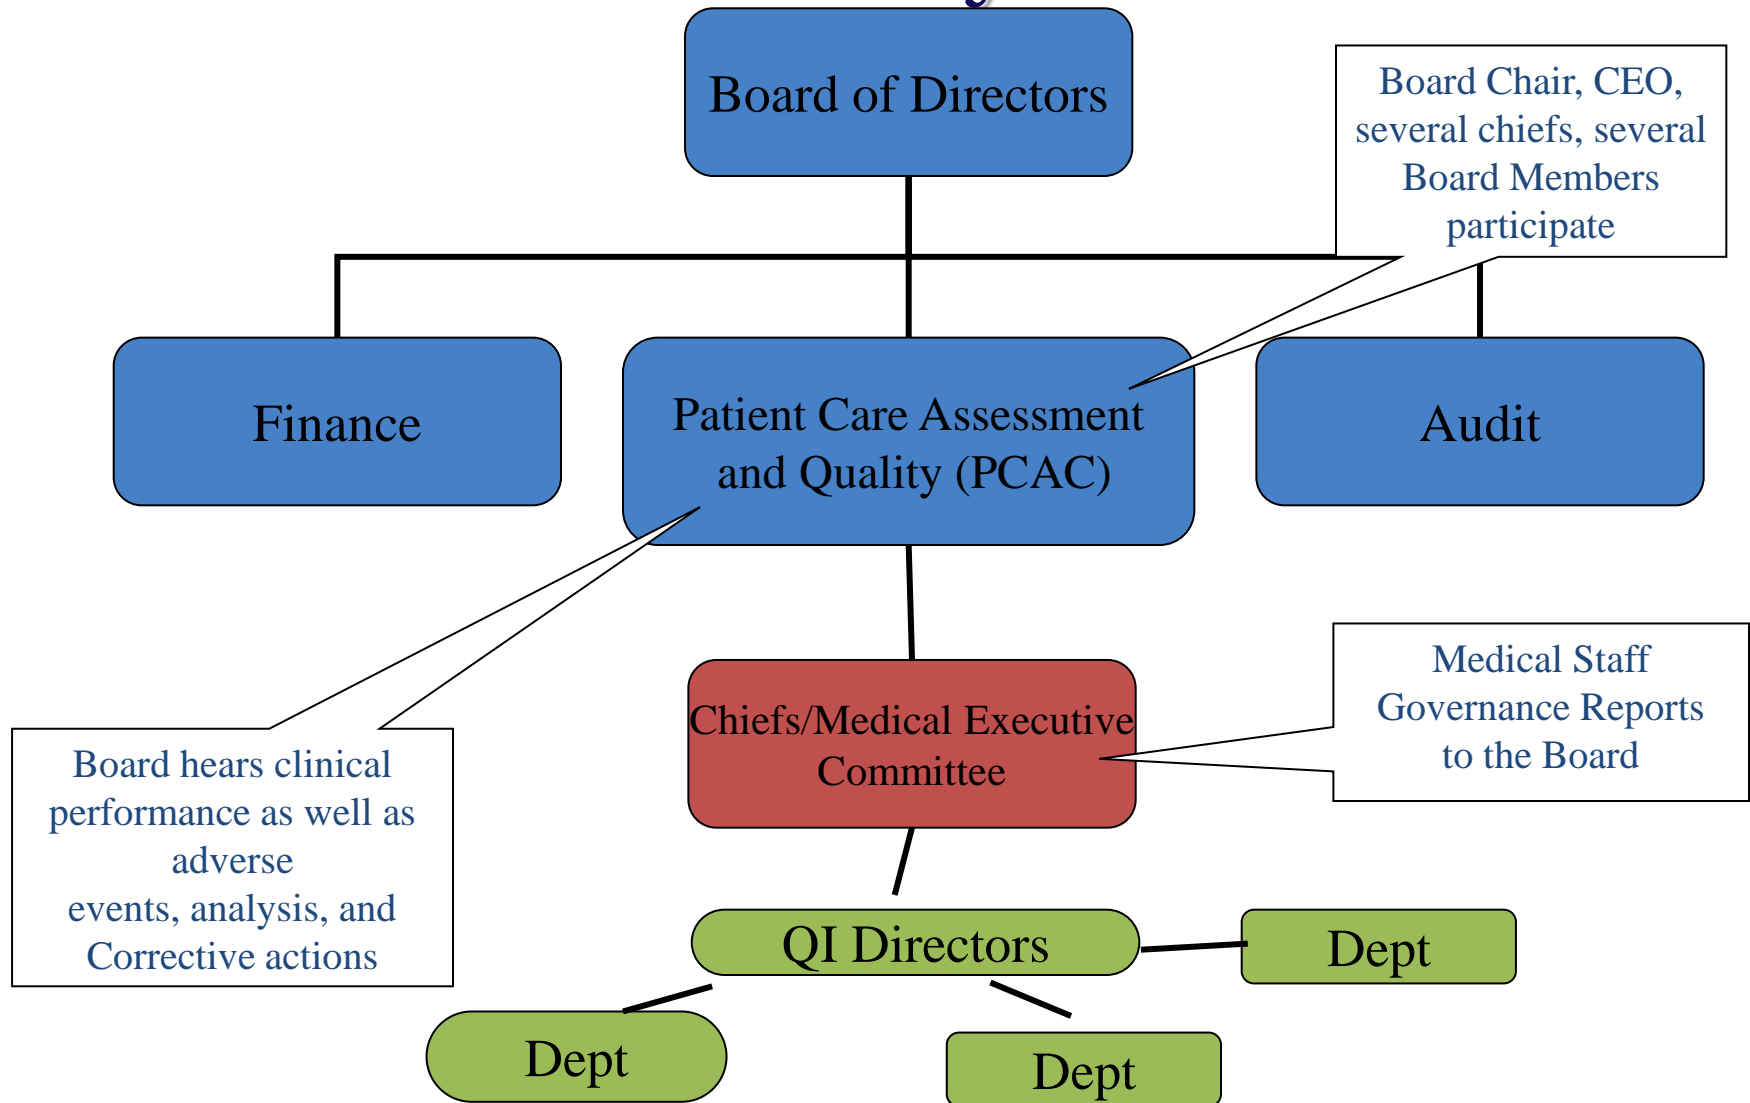 Board of Directors
Board Chair, CEO,
several chiefs, several
Board Members
participate
Finance
Patient Care Assessment
and Quality (PCAC)
Audit
Chiefs/Medical Executive
Committee
Medical Staff
Governance Reports
to the Board
Board hears clinical
performance as well as
adverse
events, analysis, and
Corrective actions
QI Directors
Dept
Dept
Dept